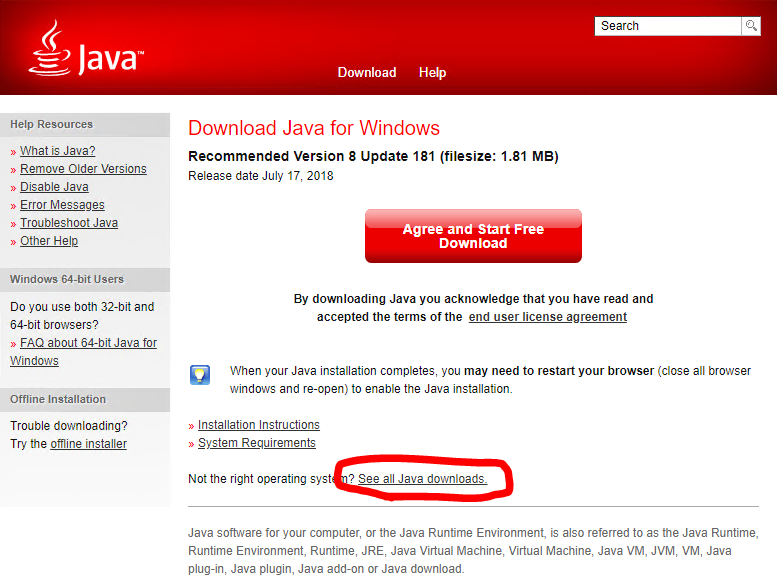 Java™
Search
Download Help
Help Resources
» What is Java?
» Remove Older Versions
» Disable Java
» Error Messages
» Troubleshoot Java
» Other Help
Windows 64-bit Users
Do you use both 32-bit and
64-bit browsers?
» FAQ about 64-bit Java for
Windows
Offline Installation
Trouble downloading?
Try the offline installer
Download Java for Windows
Recommended Version 8 Update 181 (filesize: 1.81 MB)
Release date July 17, 2018
Agree and Start Free
Download
By downloading Java you acknowledge that you have read and
accepted the terms of the end user license agreement
When your Java installation completes, you may need to restart your browser (close all browser
windows and re-open) to enable the Java installation.
» Installation Instructions
» System Requirements
Not the right operating system? See all Java downloads.
Java software for your computer, or the Java Runtime Environment, is also referred to as the Java Runtime,
Runtime Environment, Runtime, JRE, Java Virtual Machine, Virtual Machine, Java VM, JVM, VM, Java
plug-in, Java plugin, Java add-on or Java download.